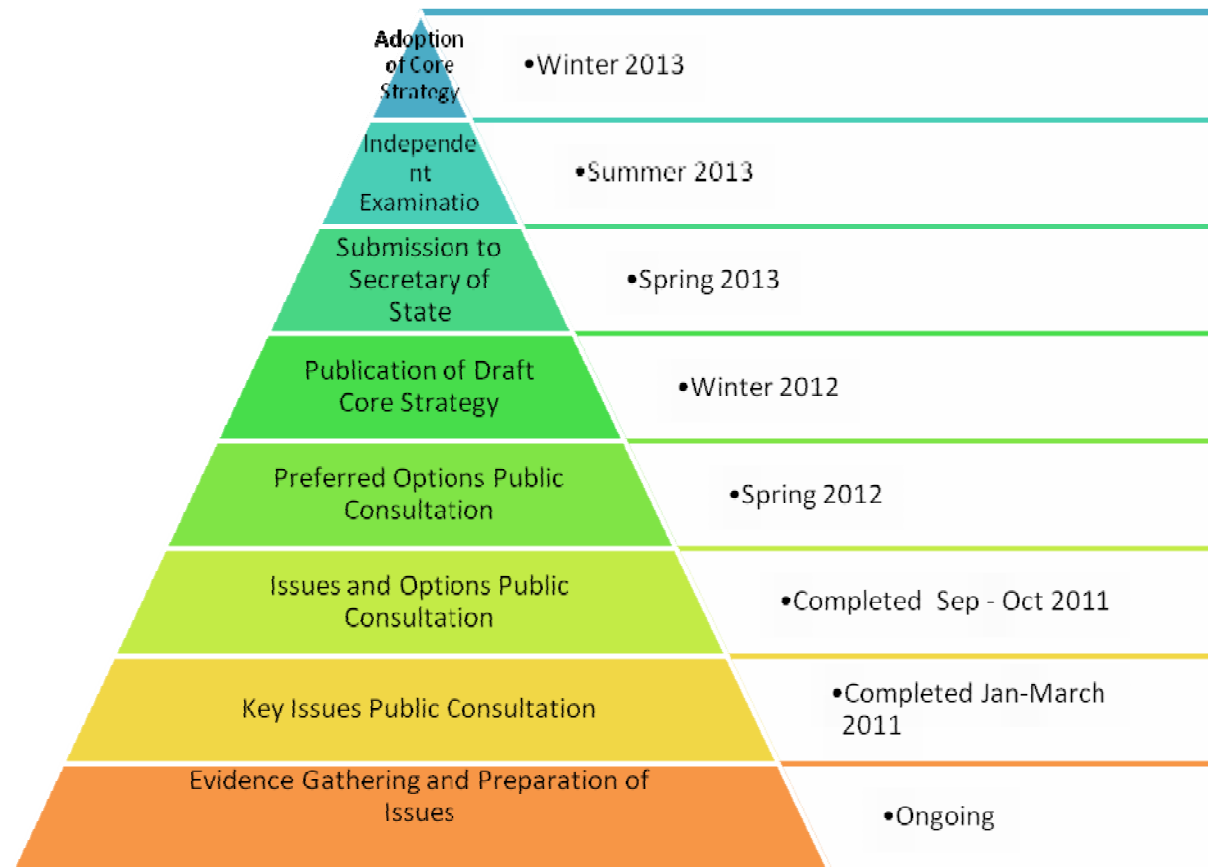 Adoption
of Core
Strategy
•Winter 2013
Independe
nt
Examinatio
•Summer 2013
Submission to
Secretary of
State
•Spring 2013
Publication of Draft
Core Strategy
•Winter 2012
Preferred Options Public
Consultation
•Spring 2012
Issues and Options Public
Consultation
•Completed Sep - Oct 2011
Key Issues Public Consultation
•Completed Jan-March
2011
Evidence Gathering and Preparation of
Issues
•Ongoing